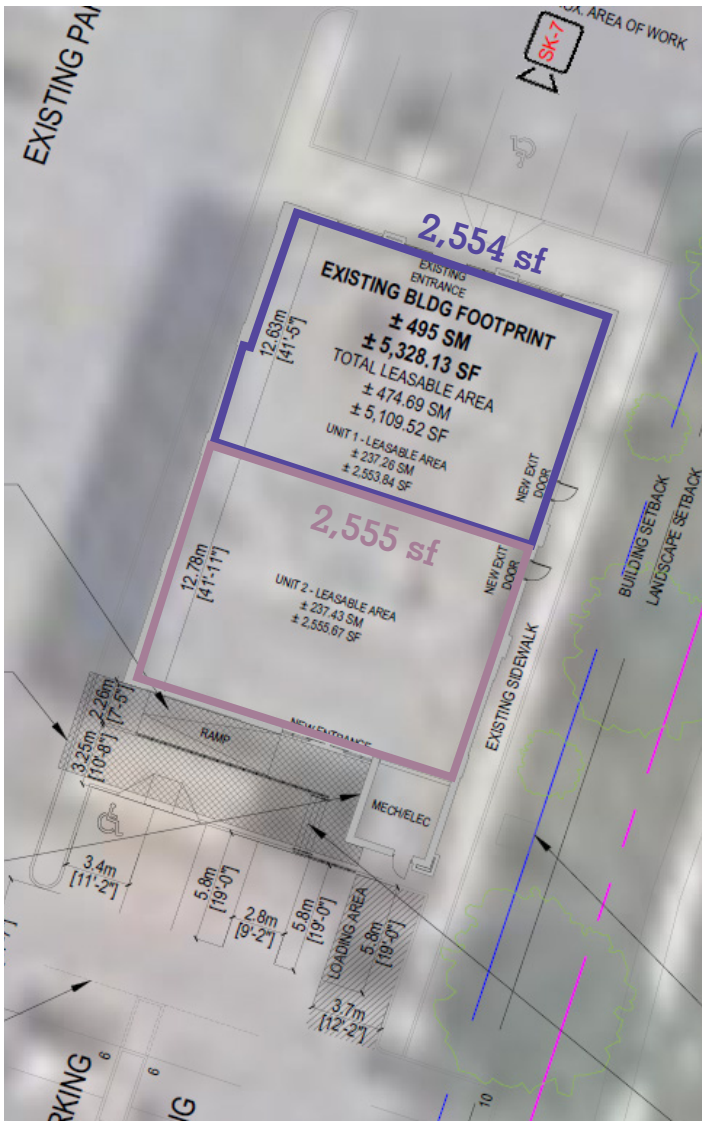 EXISTING PA
OX. AREA OF WORK
SK-7
2,554 sf
EXISTING
ENTRANCE
EXISTING BLDG FOOTPRINT
± 495 SM
± 5,328.13 SF
TOTAL LEASABLE AREA
± 474.69 SM
± 5,109.52 SF
UNIT 1 - LEASABLE AREA
± 237.26 SM
± 2,553.84 SF
12.63m
[41'-5"]
NEW EXIT
DOOR
2,555 sf
12.78m
[41'-11"]
UNIT 2 - LEASABLE AREA
± 237.43 SM
± 2,555.67 SF
NEW EXIT
DOOR
BUILDING SETBACK
LANDSCAPE SETBACK
EXISTING SIDEWALK
2.26m
[7'-5"]
3.25m
[10'-8"]
RAMP
NEW ENTRANCE
MECH/ELEC
3.4m
[11'-2"]
5.8m
[19'-0"]
2.8m
[9'-2"]
5.8m
[19'-0"]
LOADING AREA
5.8m
[19'-0"]
3.7m
[12'-2"]
RKING
6
6
NG
10